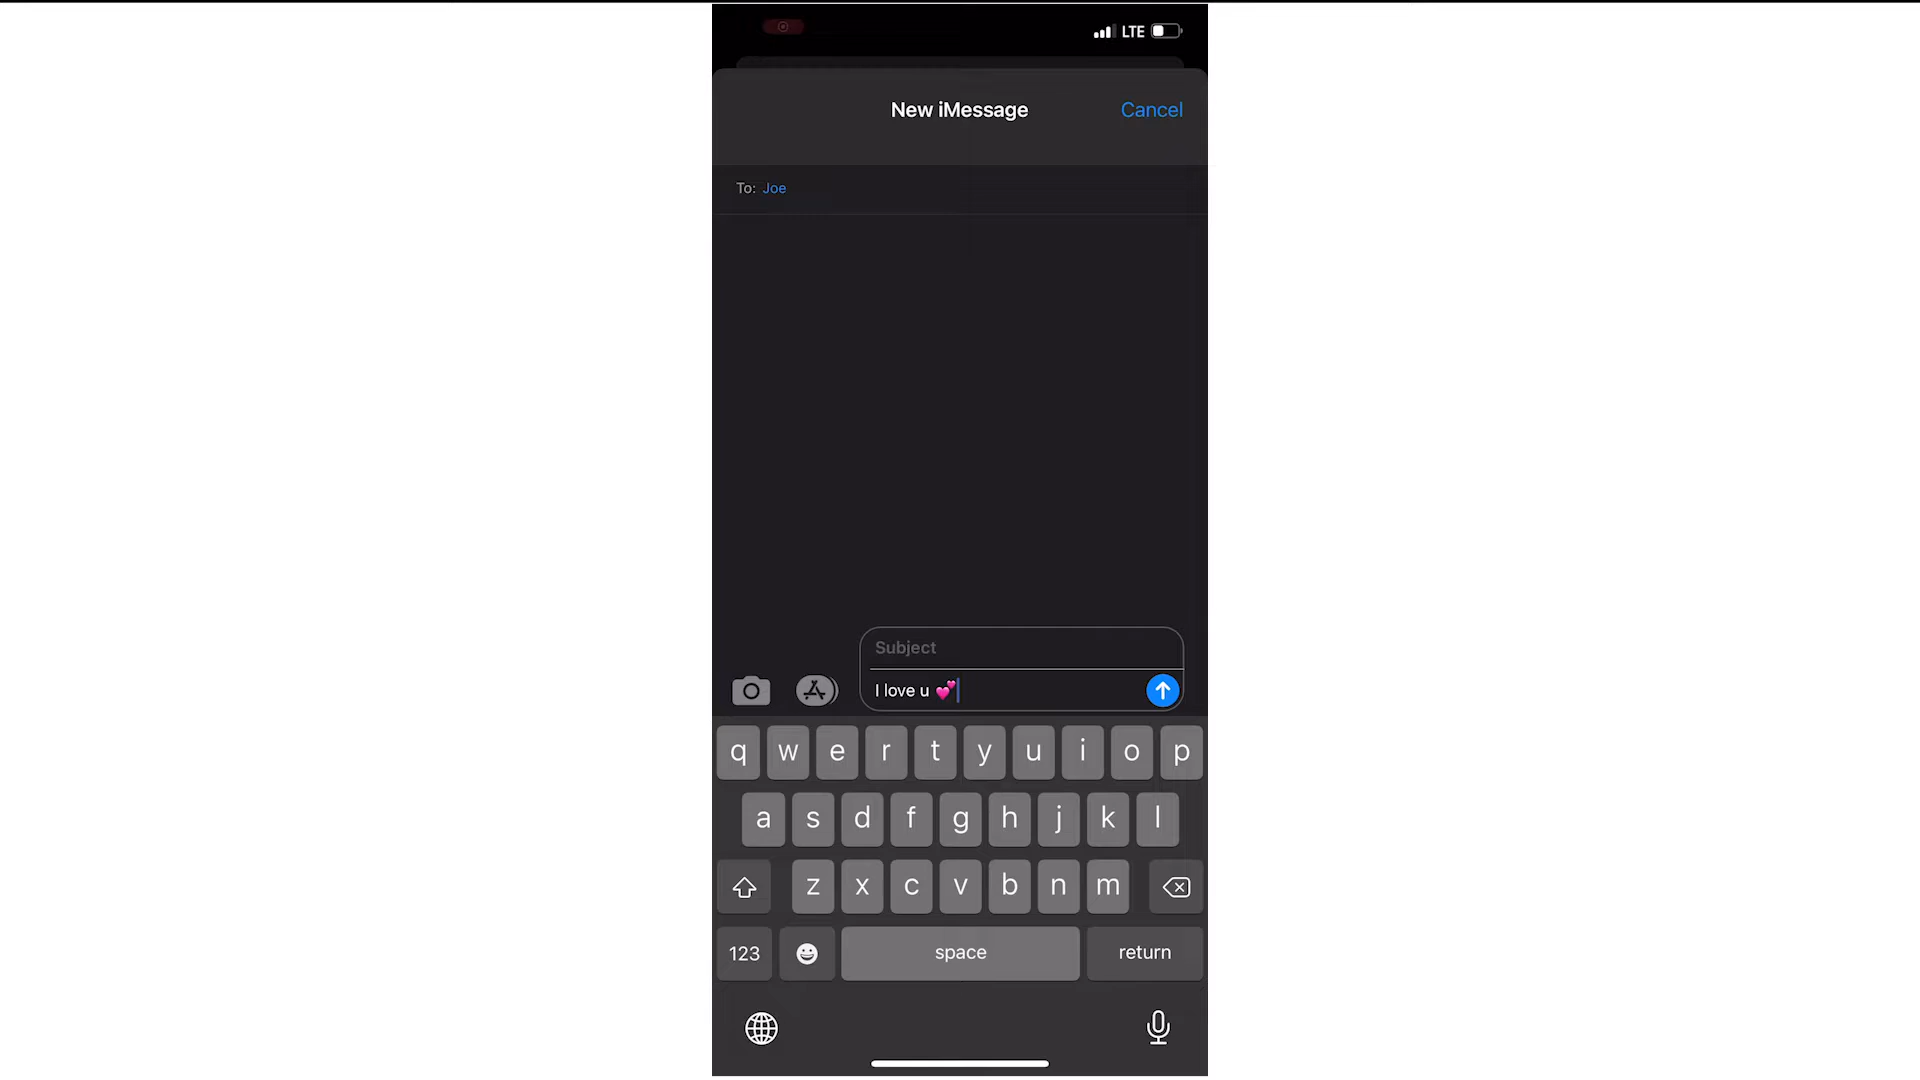 LTE
New iMessage
Cancel
To: Joe
Subject
I love u 💕
q w e r t y u i o p
a s d f g h j k l
z x c v b n m
123 space return